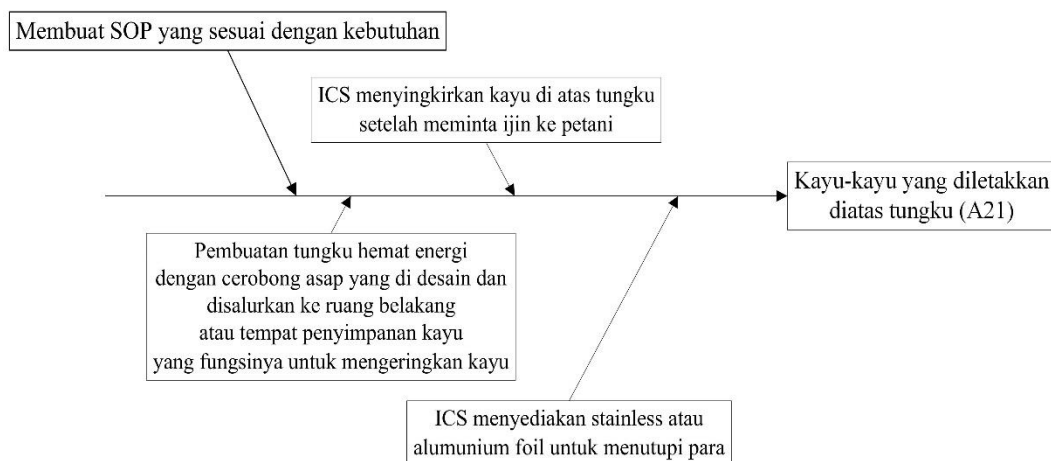 Membuat SOP yang sesuai dengan kebutuhan
ICS menyingkirkan kayu di atas tungku
setelah meminta ijin ke petani
Kayu-kayu yang diletakkan
diatas tungku (A21)
Pembuatan tungku hemat energi
dengan cerobong asap yang di desain dan
disalurkan ke ruang belakang
atau tempat penyimpanan kayu
yang fungsinya untuk mengeringkan kayu
ICS menyediakan stainless atau
alumunium foil untuk menutupi para